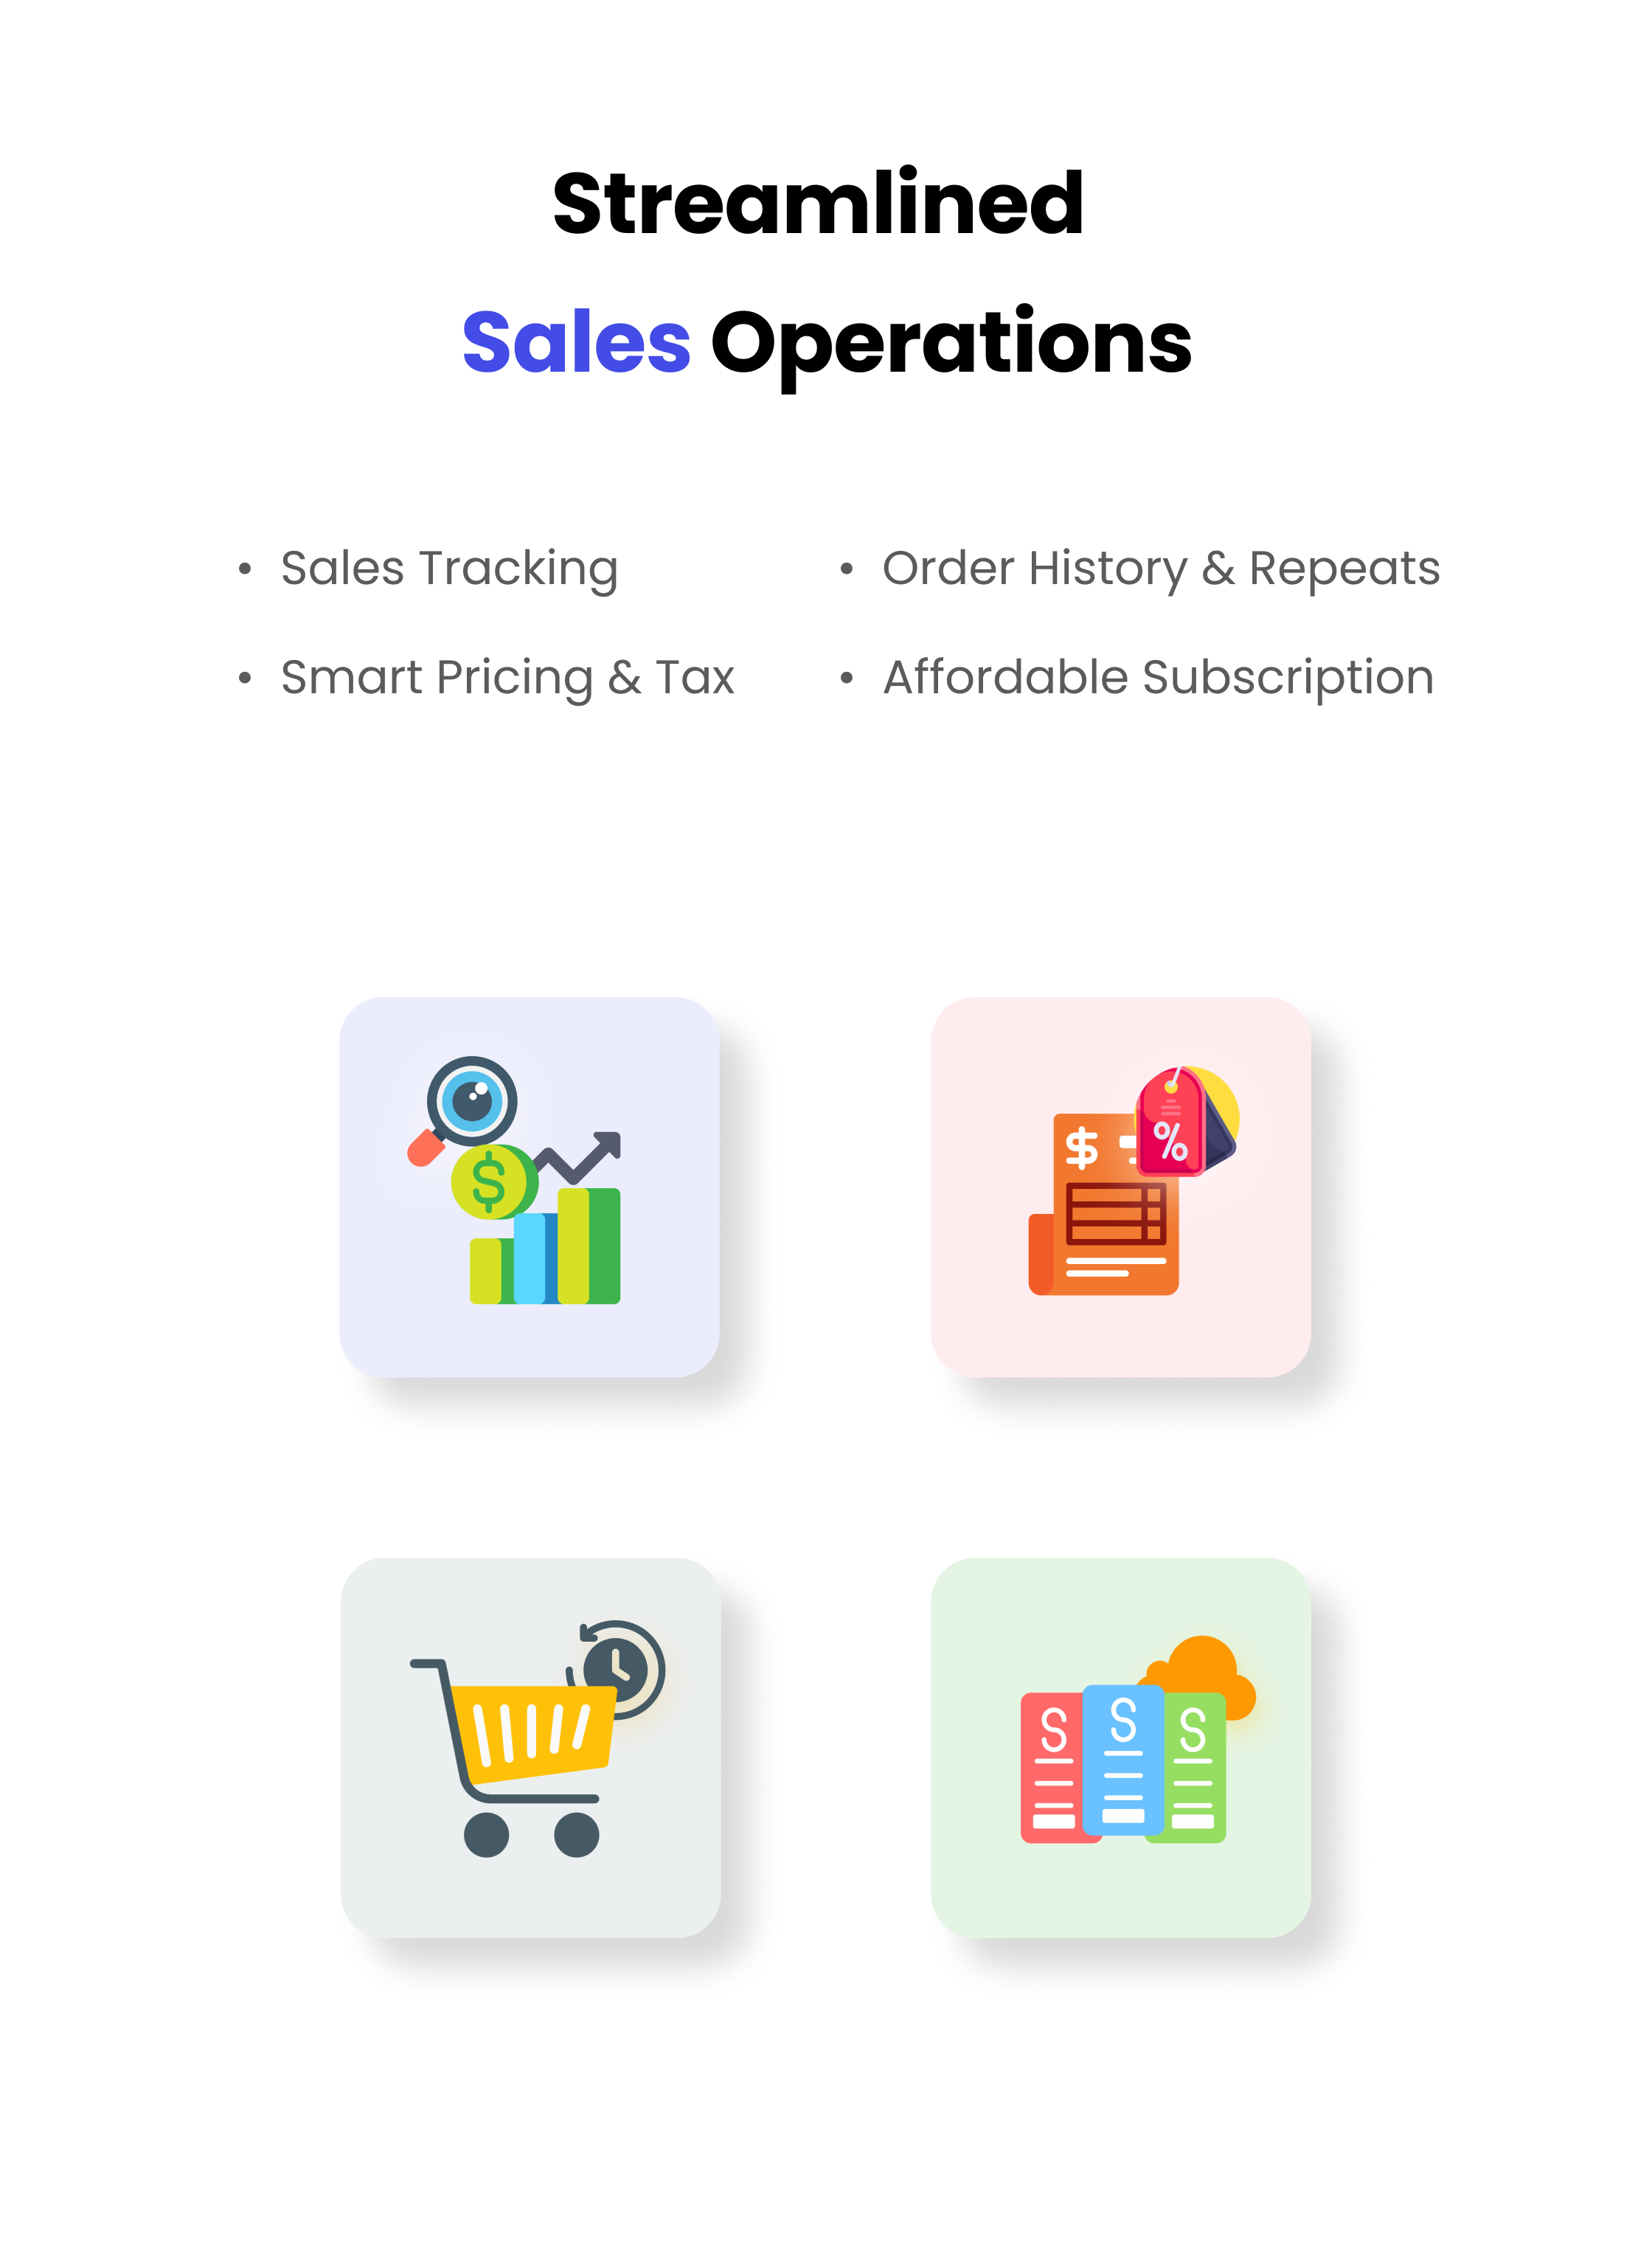 Streamlined
Sales Operations
• Sales Tracking
• Smart Pricing & Tax
• Order History & Repeats
• Affordable Subscription
$
$
%
S
S
S